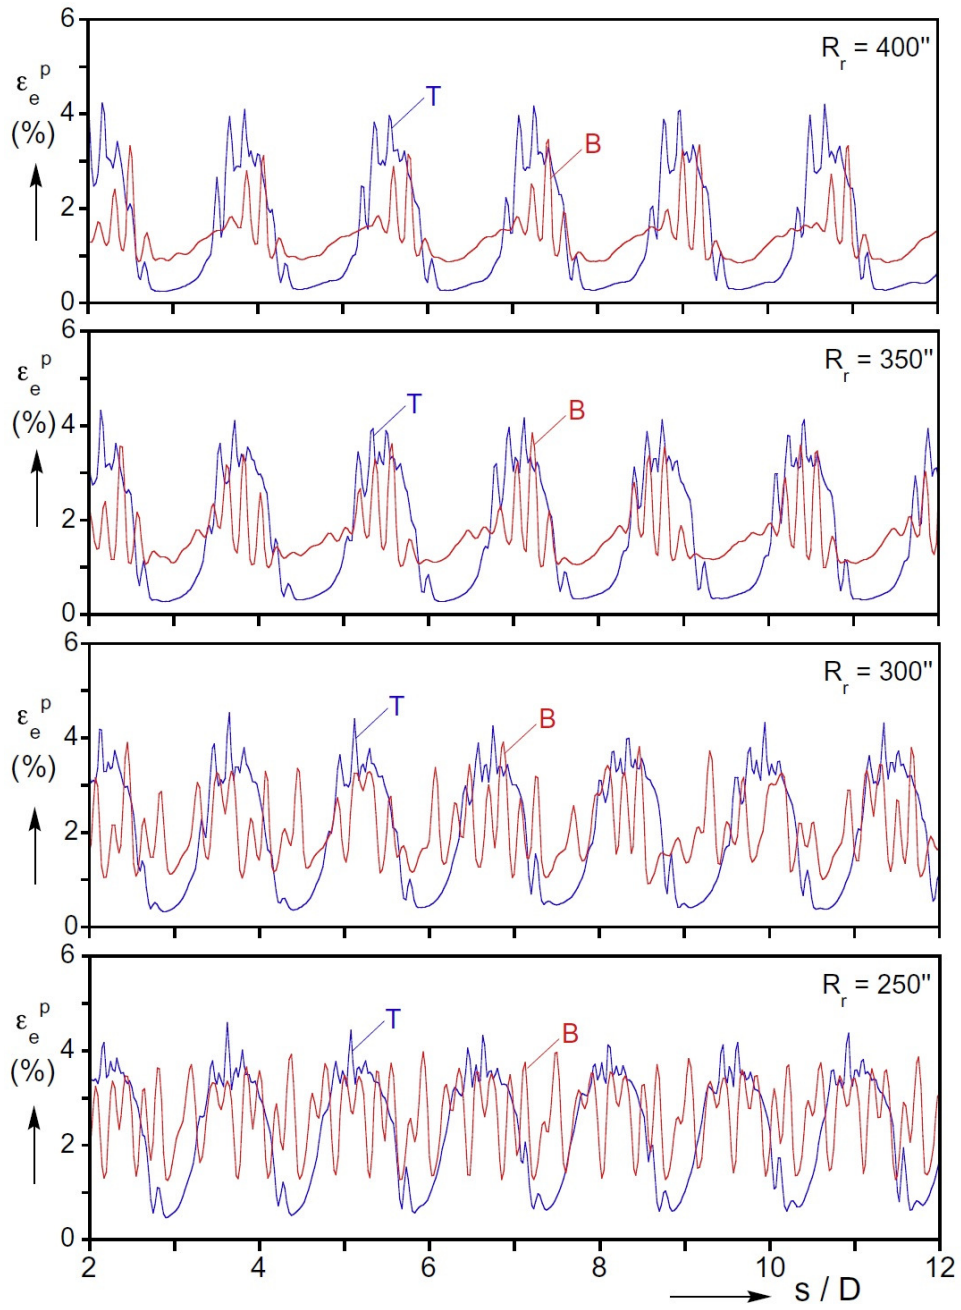 6
R_r = 400"
ε_e^p
T
4
(%)
B
2
0
6
R_r = 350"
ε_e^p
T
B
(%)
4
2
0
6
R_r = 300"
ε_e^p
T
B
4
(%)
2
0
6
R_r = 250"
ε_e^p
T
B
4
(%)
2
0
2 4 6 8 10 12
s / D